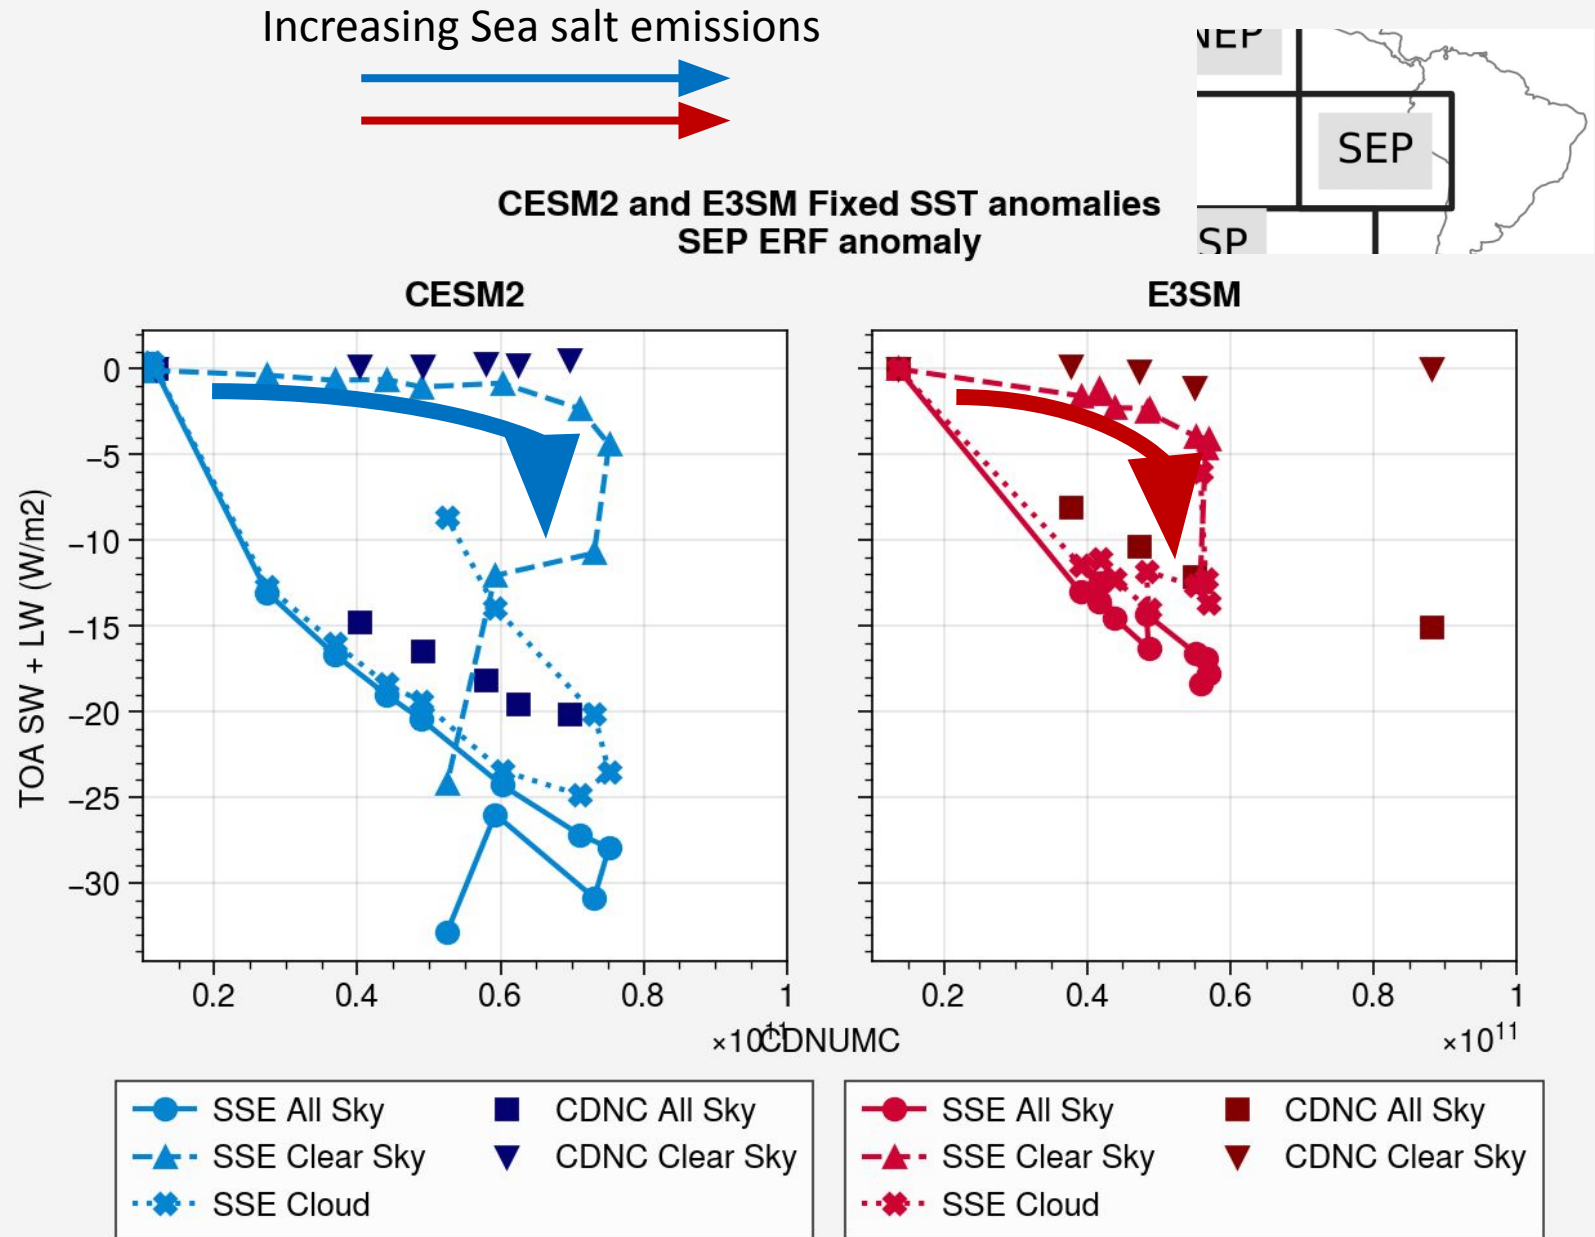 Increasing Sea salt emissions
NEP
SEP
SP
CESM2 and E3SM Fixed SST anomalies
SEP ERF anomaly
CESM2
E3SM
TOA SW + LW (W/m2)
0
−5
−10
−15
−20
−25
−30
0.2 0.4 0.6 0.8 1
0.2 0.4 0.6 0.8 1
×10¹¹
CDNUMC
×10¹¹
SSE All Sky
SSE Clear Sky
SSE Cloud
CDNC All Sky
CDNC Clear Sky
SSE All Sky
SSE Clear Sky
SSE Cloud
CDNC All Sky
CDNC Clear Sky